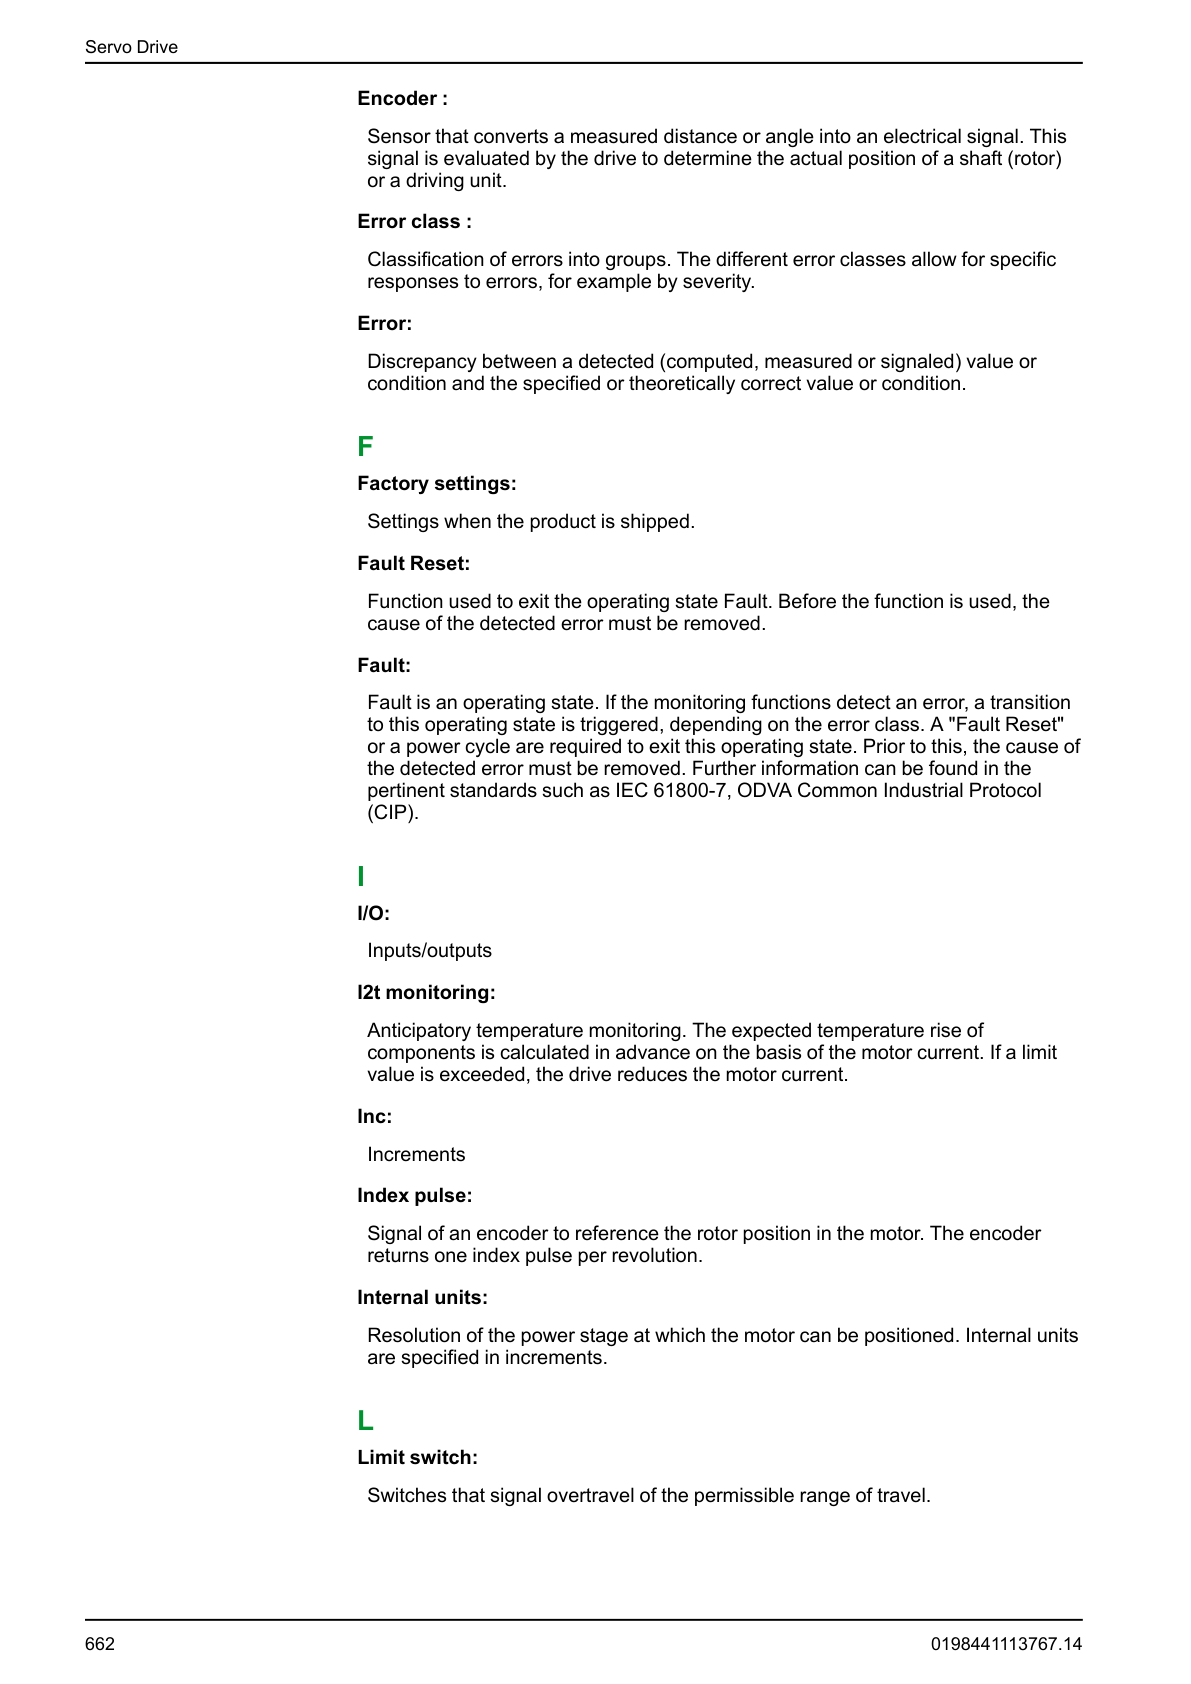 Servo Drive
Encoder :
Sensor that converts a measured distance or angle into an electrical signal. This
signal is evaluated by the drive to determine the actual position of a shaft (rotor)
or a driving unit.
Error class :
Classification of errors into groups. The different error classes allow for specific
responses to errors, for example by severity.
Error:
Discrepancy between a detected (computed, measured or signaled) value or
condition and the specified or theoretically correct value or condition.
F
Factory settings:
Settings when the product is shipped.
Fault Reset:
Function used to exit the operating state Fault. Before the function is used, the
cause of the detected error must be removed.
Fault:
Fault is an operating state. If the monitoring functions detect an error, a transition
to this operating state is triggered, depending on the error class. A "Fault Reset"
or a power cycle are required to exit this operating state. Prior to this, the cause of
the detected error must be removed. Further information can be found in the
pertinent standards such as IEC 61800-7, ODVA Common Industrial Protocol
(CIP).
I
I/O:
Inputs/outputs
I2t monitoring:
Anticipatory temperature monitoring. The expected temperature rise of
components is calculated in advance on the basis of the motor current. If a limit
value is exceeded, the drive reduces the motor current.
Inc:
Increments
Index pulse:
Signal of an encoder to reference the rotor position in the motor. The encoder
returns one index pulse per revolution.
Internal units:
Resolution of the power stage at which the motor can be positioned. Internal units
are specified in increments.
L
Limit switch:
Switches that signal overtravel of the permissible range of travel.
662
0198441113767.14